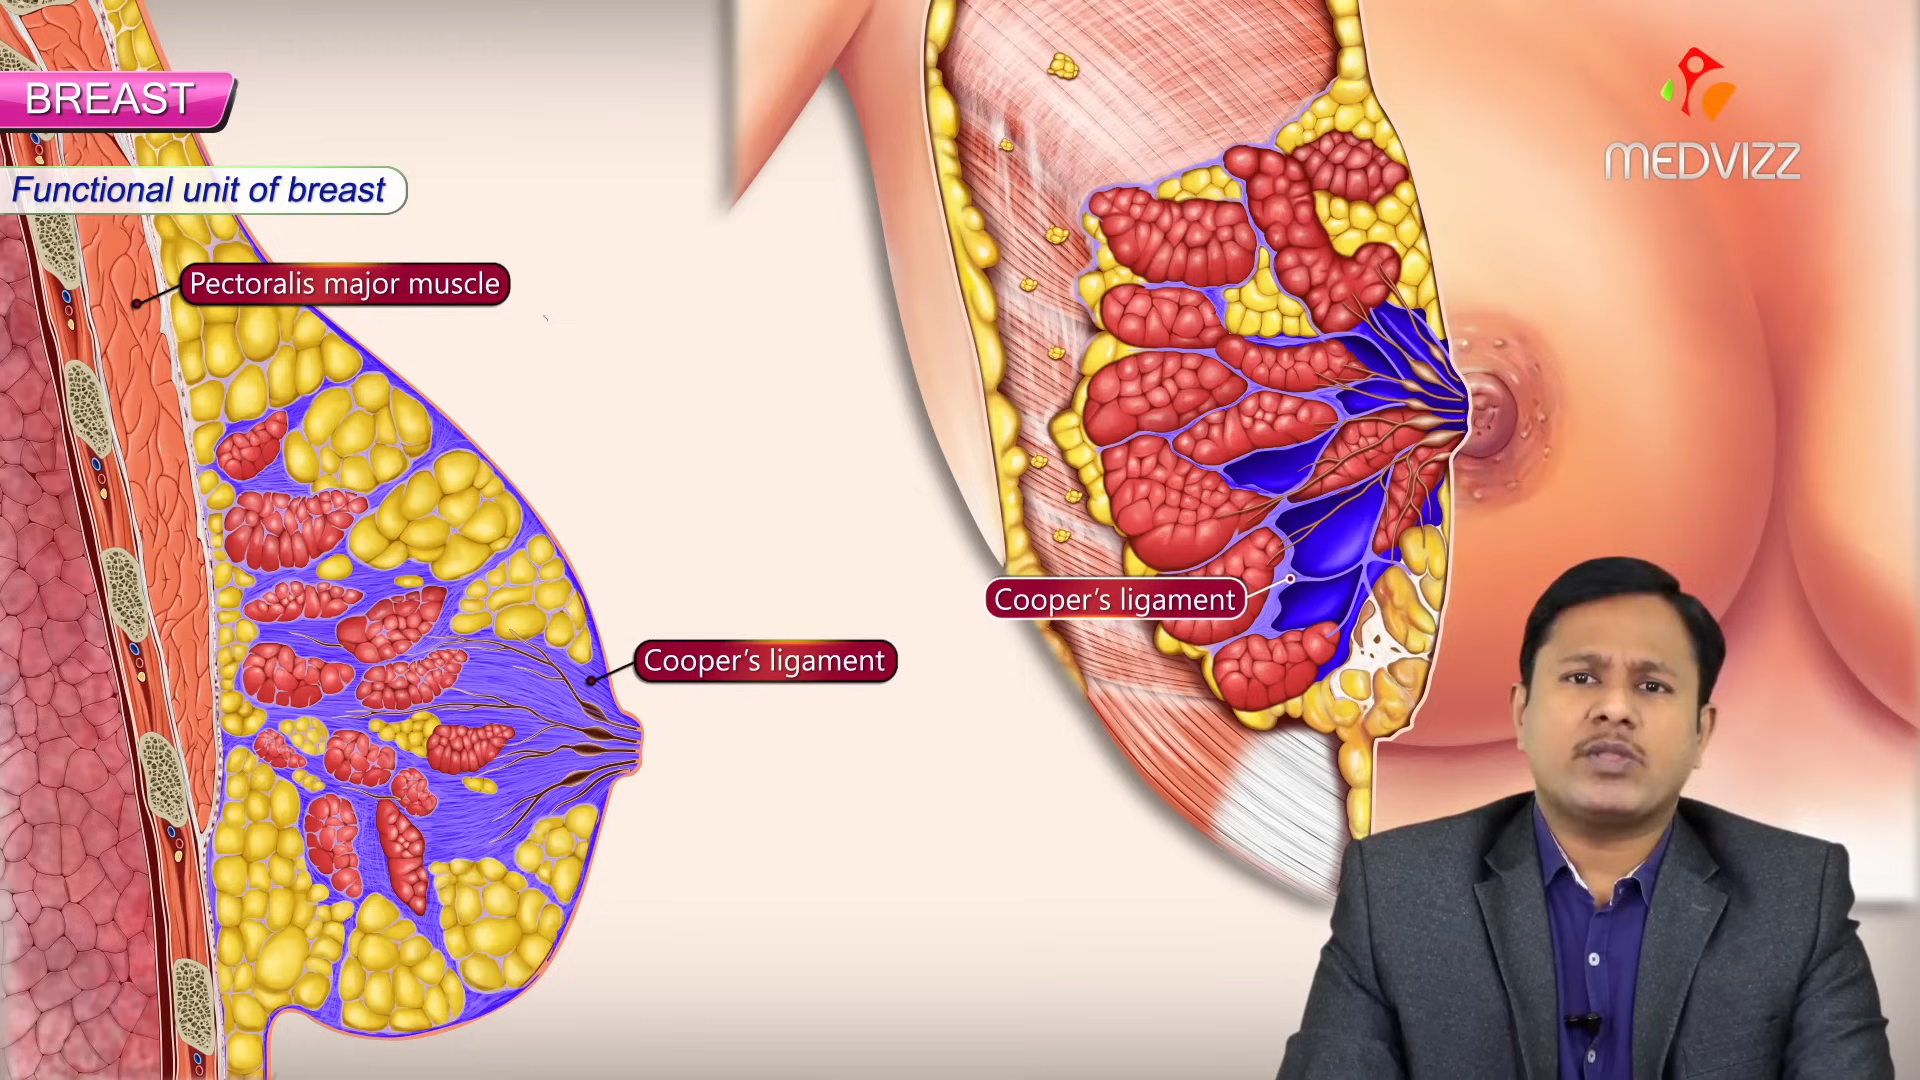 BREAST
Functional unit of breast
MEDVIZZ
Pectoralis major muscle
Cooper’s ligament
Cooper’s ligament